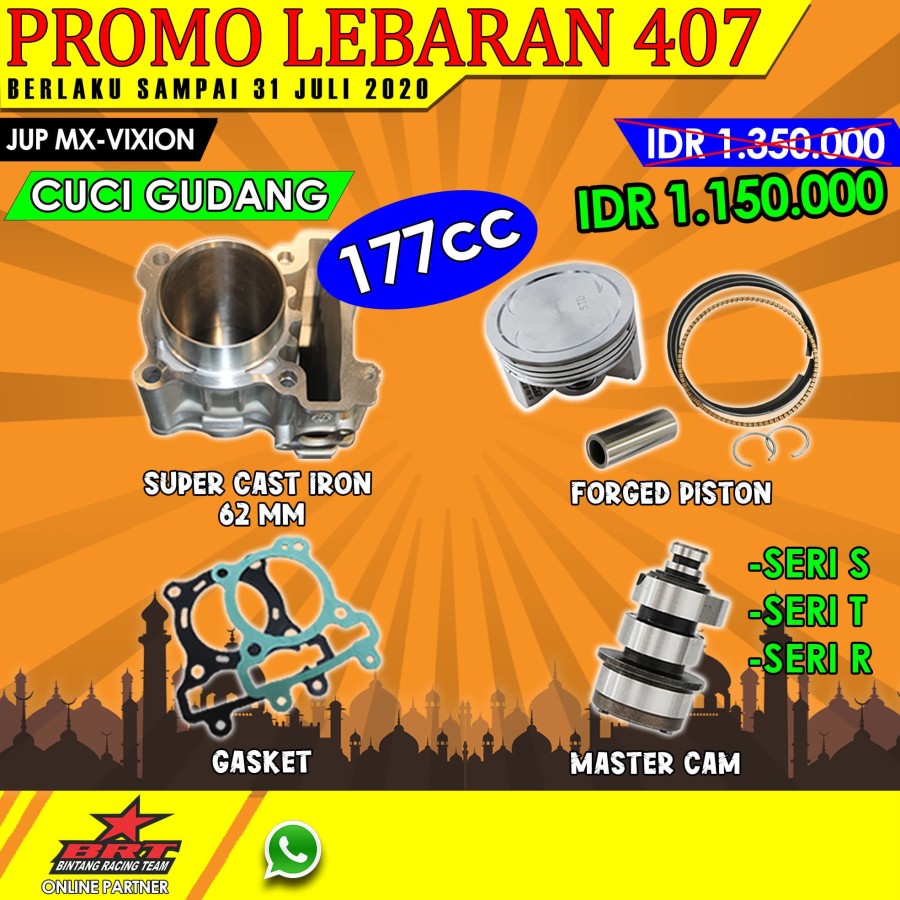 PROMO LEBARAN 407
BERLAKU SAMPAI 31 JULI 2020
JUP MX-VIXION
IDR 1.350.000
CUCI GUDANG
IDR 1.150.000
177cc
STD
SUPER CAST IRON
62 MM
FORGED PISTON
-SERI S
-SERI T
-SERI R
GASKET
MASTER CAM
BRT
BINTANG RACING TEAM
ONLINE PARTNER